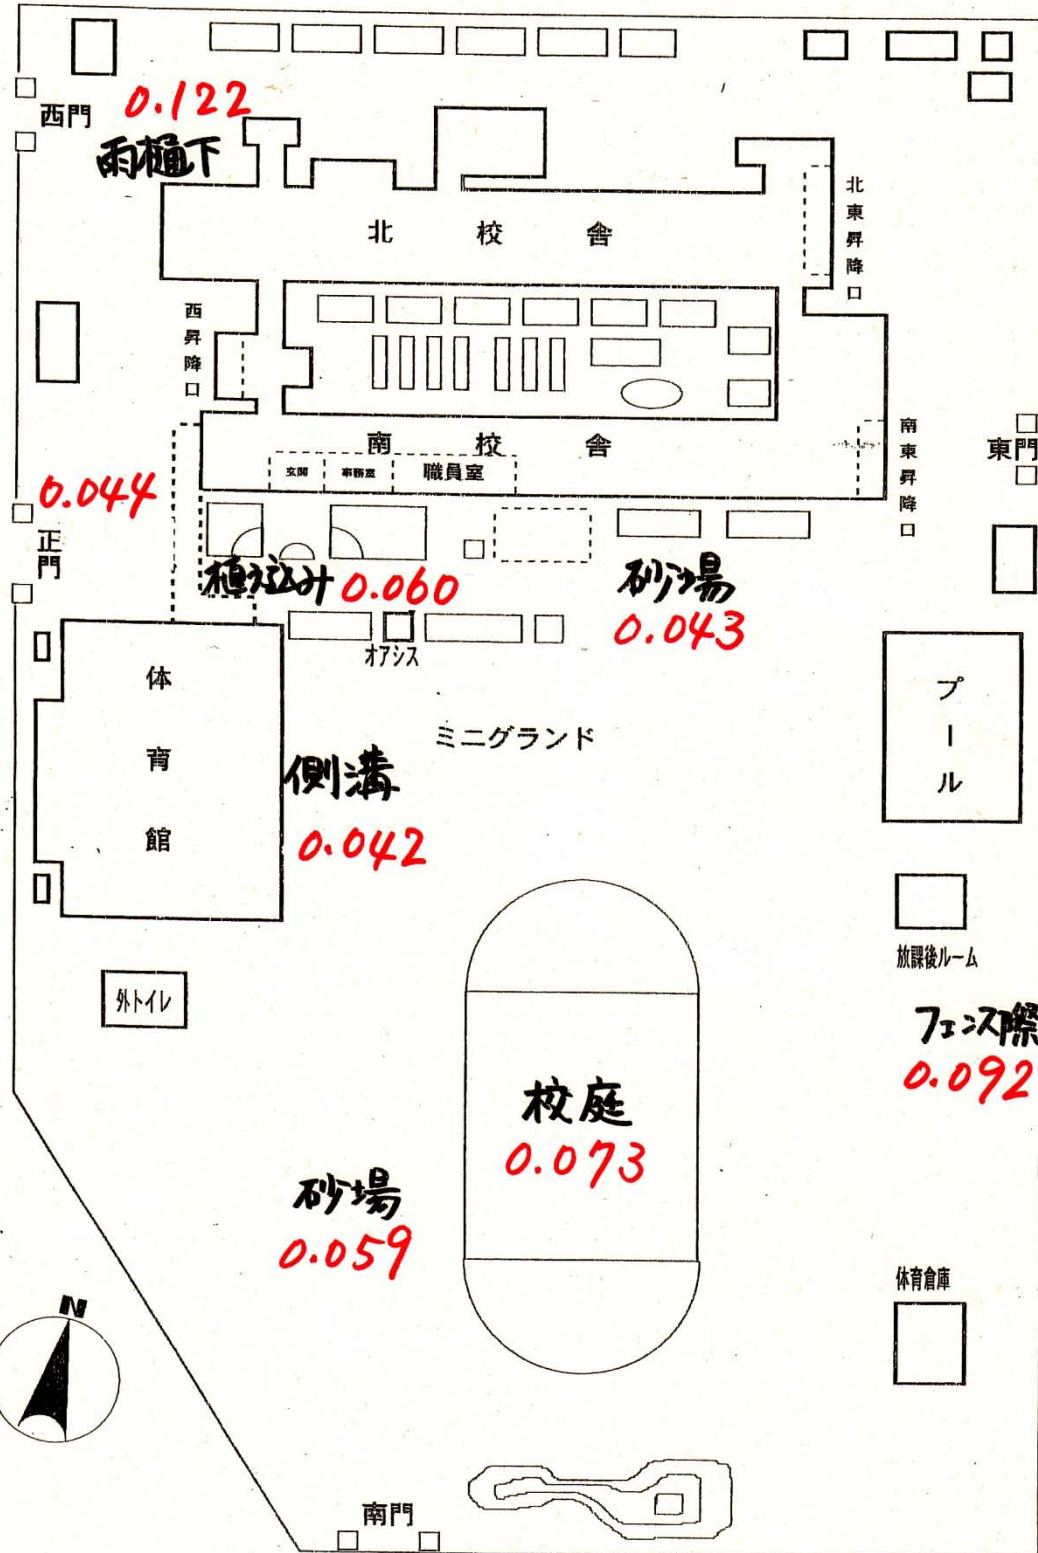 西門
0.122
雨樋下
北校舎
北東昇降口
西昇降口
南校舎
玄関
事務室
職員室
南東昇降口
東門
0.044
正門
植え込み 0.060
砂場
0.043
オアシス
体育館
ミニグランド
プール
側溝
0.042
放課後ルーム
外トイレ
フェンス際
0.092
校庭
0.073
砂場
0.059
体育倉庫
N
南門